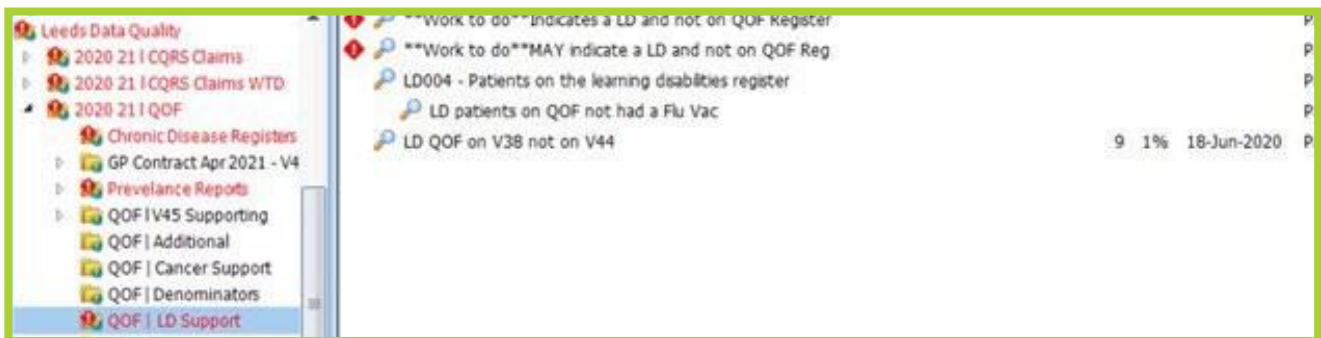 Leeds Data Quality
2020 21 | CQRS Claims
2020 21 | CQRS Claims WTD
2020 21 | QOF
Chronic Disease Registers
GP Contract Apr 2021 - V4
Prevelance Reports
QOF | V45 Supporting
QOF | Additional
QOF | Cancer Support
QOF | Denominators
QOF | LD Support
**Work to do**Indicates a LD and not on QOF Register P
**Work to do**MAY indicate a LD and not on QOF Reg P
LD004 - Patients on the learning disabilities register P
LD patients on QOF not had a Flu Vac P
LD QOF on V38 not on V44 9 1% 18-Jun-2020 P